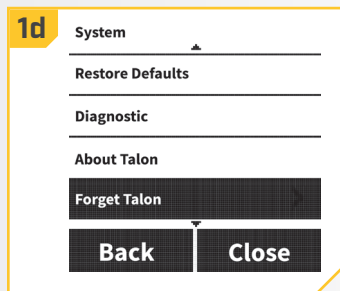 1d
System
Restore Defaults
Diagnostic
About Talon
Forget Talon
Back Close